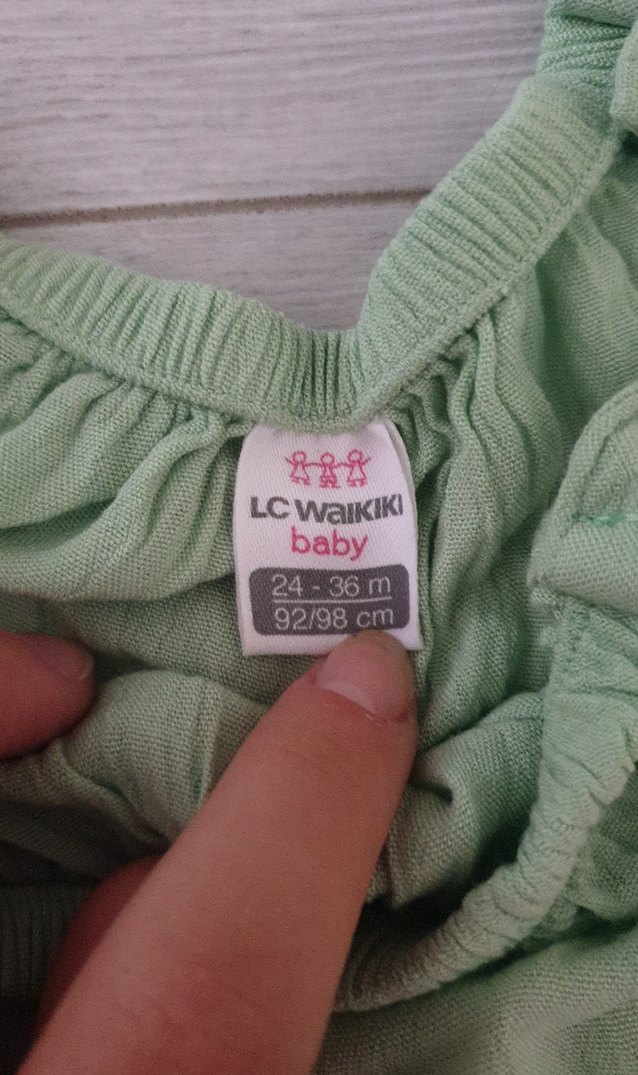 LC WaIKIKI
baby
24 - 36 m
92/98 cm